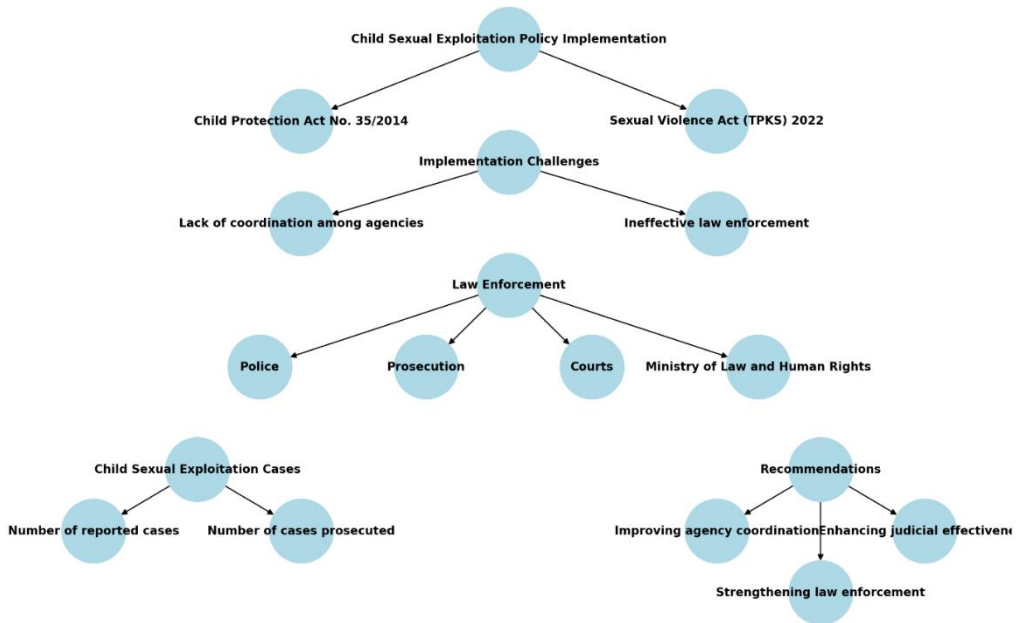 Child Sexual Exploitation Policy Implementation
Child Protection Act No. 35/2014
Sexual Violence Act (TPKS) 2022
Implementation Challenges
Lack of coordination among agencies
Ineffective law enforcement
Law Enforcement
Police
Prosecution
Courts
Ministry of Law and Human Rights
Child Sexual Exploitation Cases
Recommendations
Number of reported cases
Number of cases prosecuted
Improving agency coordination
Enhancing judicial
Strengthening law enforcement